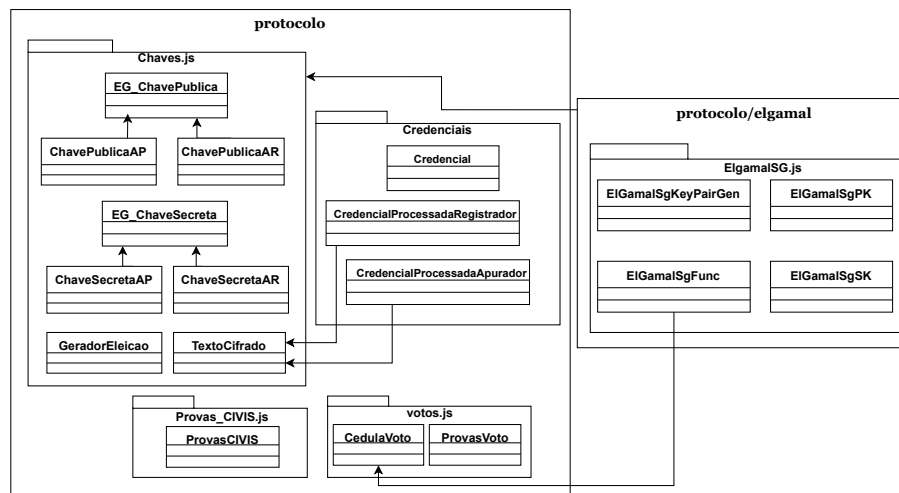 protocolo
Chaves.js
EG_ChavePublica
ChavePublicaAP
ChavePublicaAR
EG_ChaveSecreta
ChaveSecretaAP
ChaveSecretaAR
GeradorEleicao
TextoCifrado
Credenciais
Credencial
CredencialProcessadaRegistrador
CredencialProcessadaApurador
Provas_CIVIS.js
ProvasCIVIS
votos.js
CedulaVoto
ProvasVoto
protocolo/elgamal
ElgamalSG.js
ElGamalSgKeyPairGen
ElGamalSgPK
ElGamalSgFunc
ElGamalSgSK